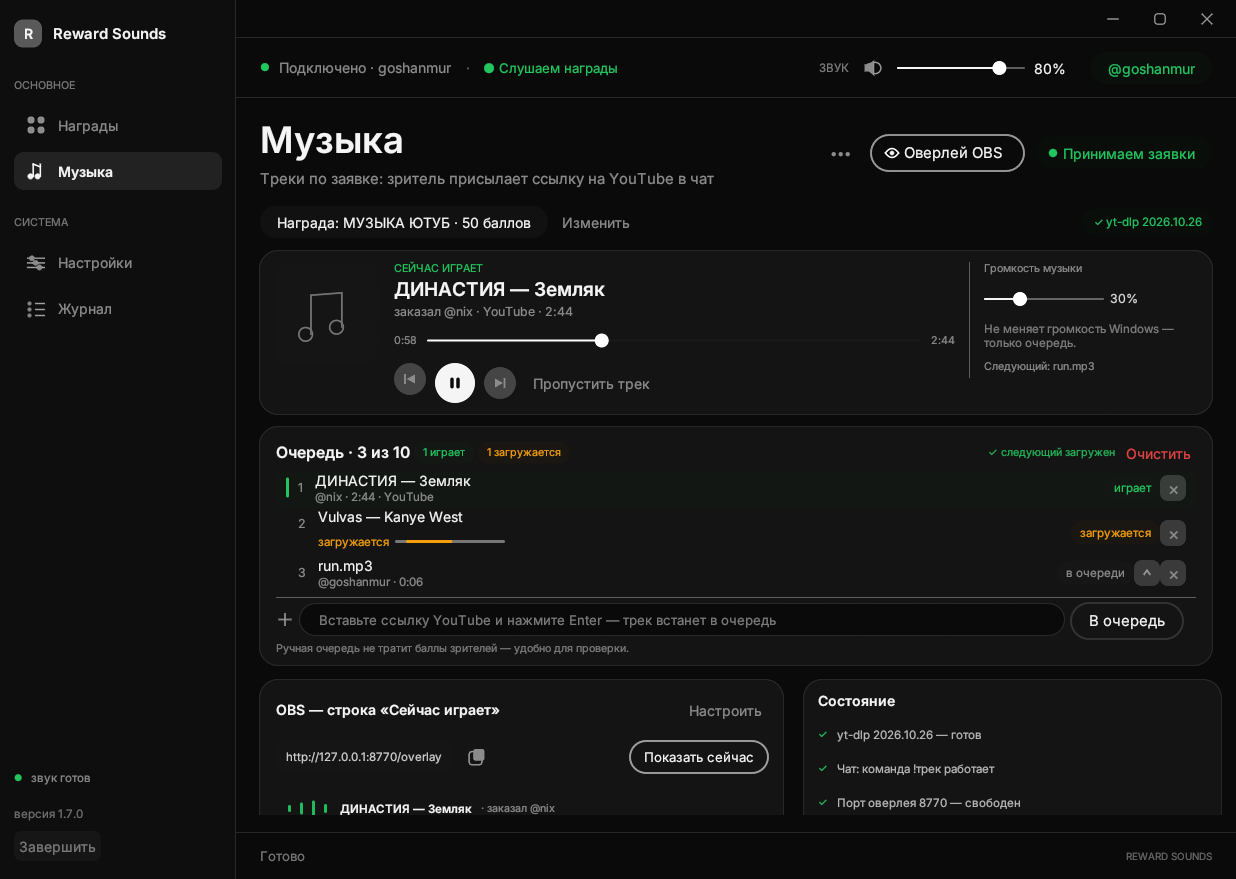 R Reward Sounds
ОСНОВНОЕ
Награды
Музыка
СИСТЕМА
Настройки
Журнал
звук готов
версия 1.7.0
Завершить
Подключено · goshanmur · Слушаем награды
ЗВУК 80% @goshanmur
Музыка
Треки по заявке: зритель присылает ссылку на YouTube в чат
Оверлей OBS
Принимаем заявки
Награда: МУЗЫКА ЮТУБ · 50 баллов Изменить
yt-dlp 2026.10.26
СЕЙЧАС ИГРАЕТ
ДИНАСТИЯ — Земляк
заказал @nix · YouTube · 2:44
0:58 2:44
Пропустить трек
Громкость музыки
30%
Не меняет громкость Windows —
только очередь.
Следующий: run.mp3
Очередь · 3 из 10 1 играет 1 загружается
следующий загружен Очистить
1 ДИНАСТИЯ — Земляк
@nix · 2:44 · YouTube
играет
2 Vulvas — Kanye West
загружается
загружается
3 run.mp3
@goshanmur · 0:06
в очереди
Вставьте ссылку YouTube и нажмите Enter — трек встанет в очередь
В очередь
Ручная очередь не тратит баллы зрителей — удобно для проверки.
OBS — строка «Сейчас играет» Настроить
http://127.0.0.1:8770/overlay
Показать сейчас
ДИНАСТИЯ — Земляк · заказал @nix
Состояние
yt-dlp 2026.10.26 — готов
Чат: команда !трек работает
Порт оверлея 8770 — свободен
Готово
REWARD SOUNDS